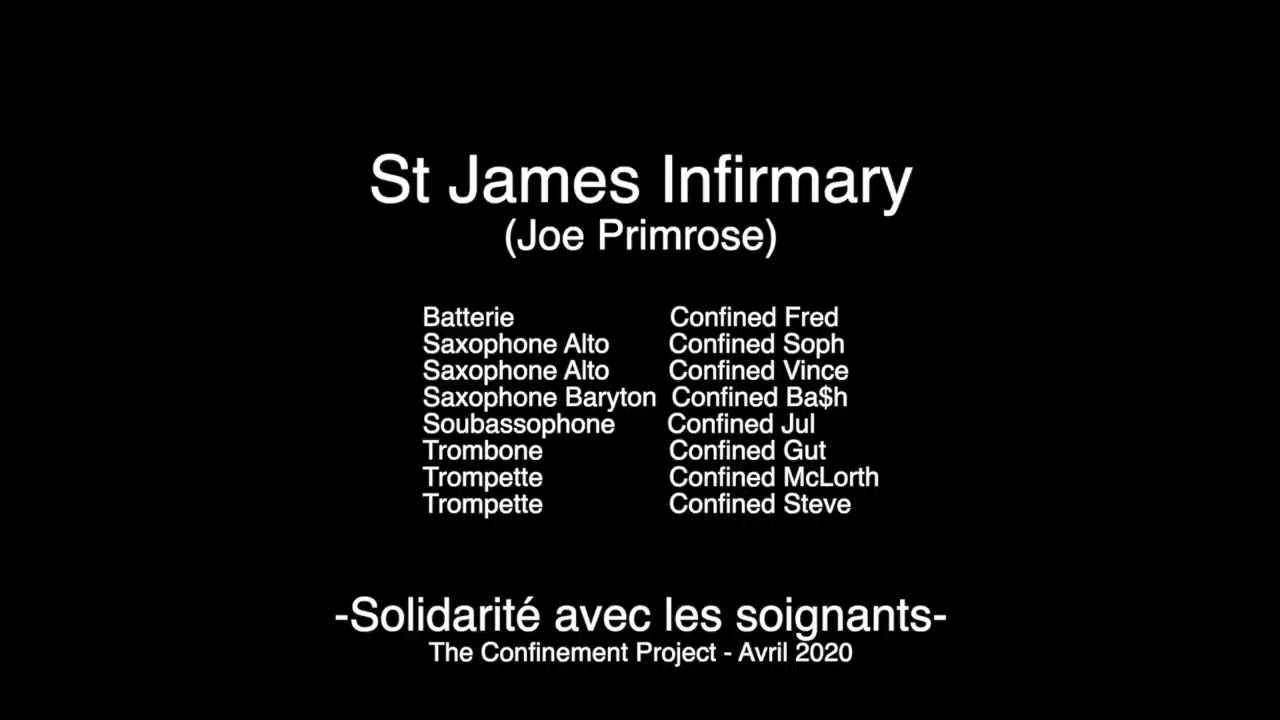 St James Infirmary
(Joe Primrose)
Batterie Confined Fred
Saxophone Alto Confined Soph
Saxophone Alto Confined Vince
Saxophone Baryton Confined Ba$h
Soubassophone Confined Jul
Trombone Confined Gut
Trompette Confined McLorth
Trompette Confined Steve
-Solidarité avec les soignants-
The Confinement Project - Avril 2020